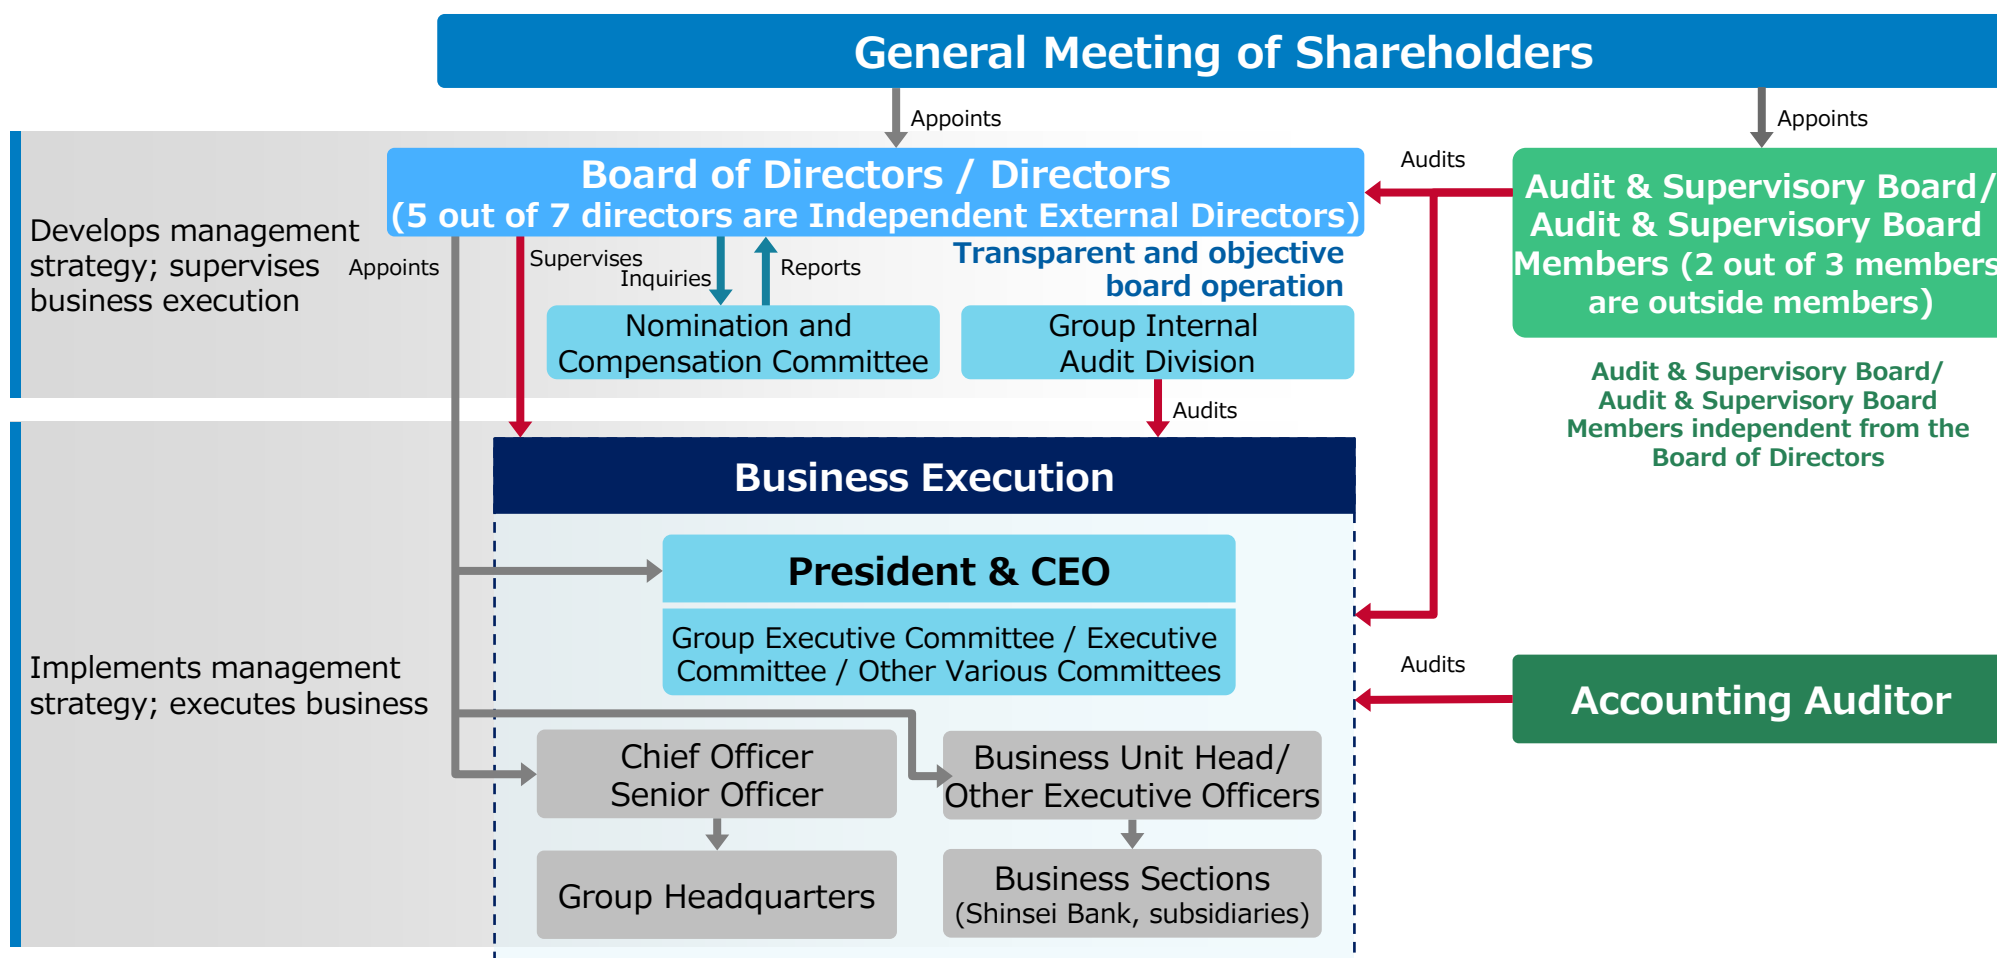 General Meeting of Shareholders
Appoints
Appoints
Develops management
strategy; supervises
business execution
Board of Directors / Directors
(5 out of 7 directors are Independent External Directors)
Audits
Audit & Supervisory Board/
Audit & Supervisory Board
Members (2 out of 3 members
are outside members)
Appoints
Supervises
Inquiries
Reports
Transparent and objective
board operation
Nomination and
Compensation Committee
Group Internal
Audit Division
Audits
Audit & Supervisory Board/
Audit & Supervisory Board
Members independent from the
Board of Directors
Business Execution
President & CEO
Group Executive Committee / Executive
Committee / Other Various Committees
Implements management
strategy; executes business
Audits
Accounting Auditor
Chief Officer
Senior Officer
Business Unit Head/
Other Executive Officers
Group Headquarters
Business Sections
(Shinsei Bank, subsidiaries)